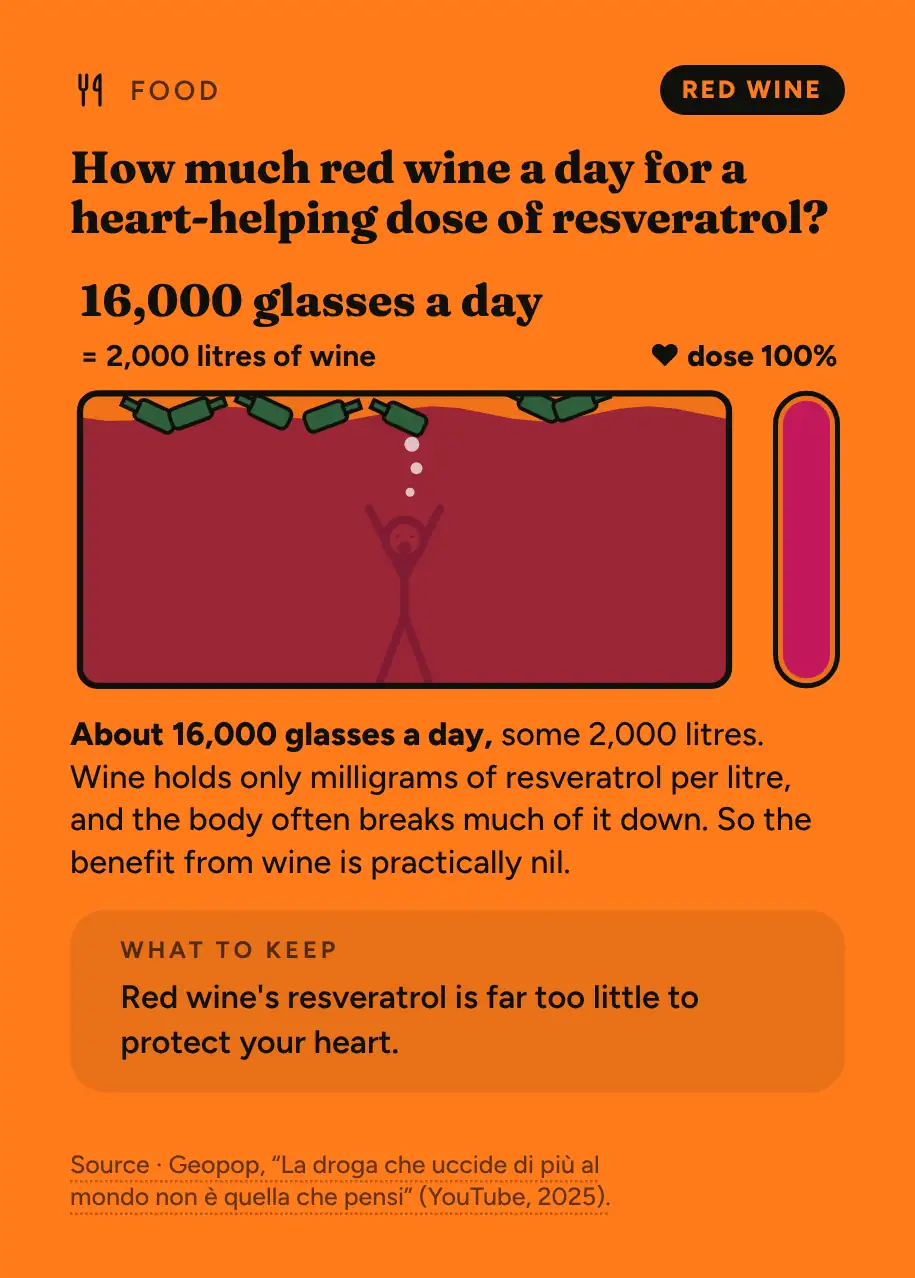 FOOD
RED WINE
How much red wine a day for a
heart-helping dose of resveratrol?
16,000 glasses a day
= 2,000 litres of wine
♥ dose 100%
About 16,000 glasses a day, some 2,000 litres.
Wine holds only milligrams of resveratrol per litre,
and the body often breaks much of it down. So the
benefit from wine is practically nil.
WHAT TO KEEP
Red wine's resveratrol is far too little to
protect your heart.
Source · Geopop, “La droga che uccide di più al
mondo non è quella che pensi” (YouTube, 2025).